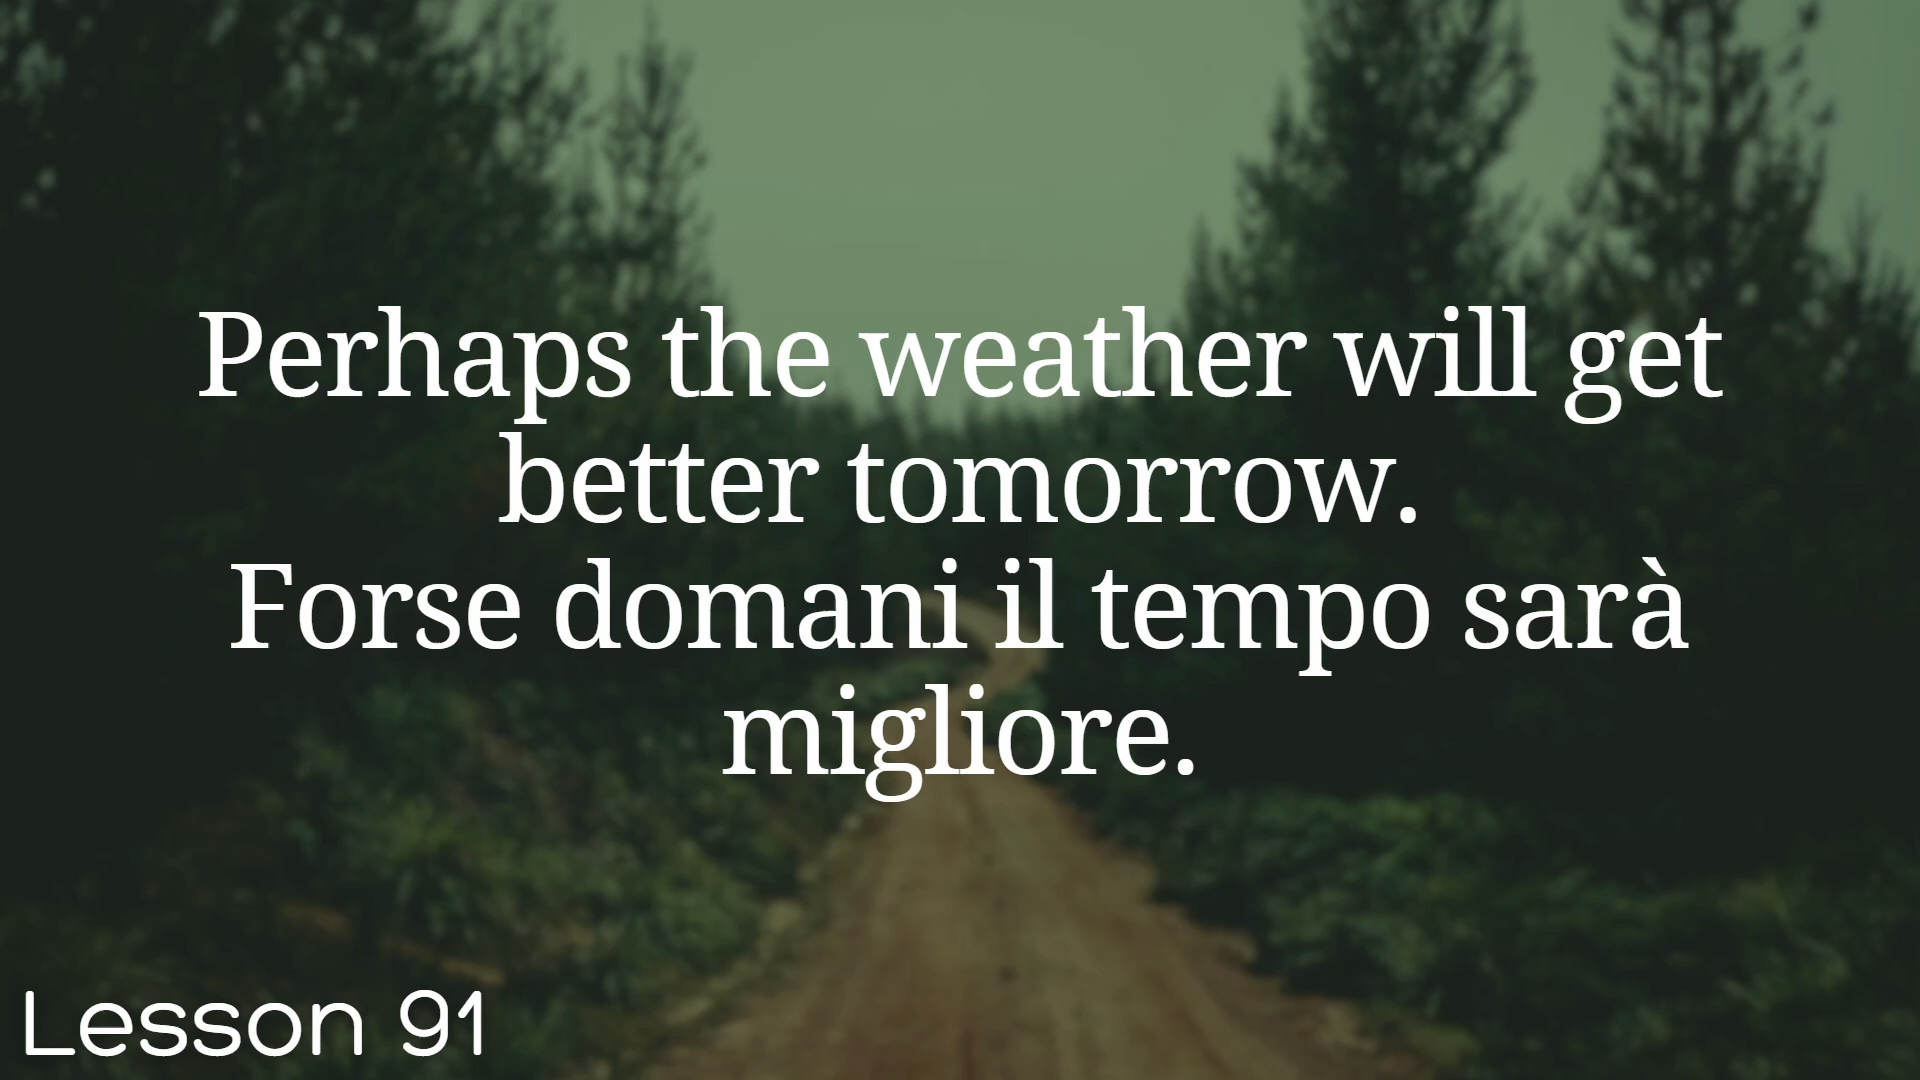 Perhaps the weather will get
better tomorrow.
Forse domani il tempo sarà
migliore.
Lesson 91